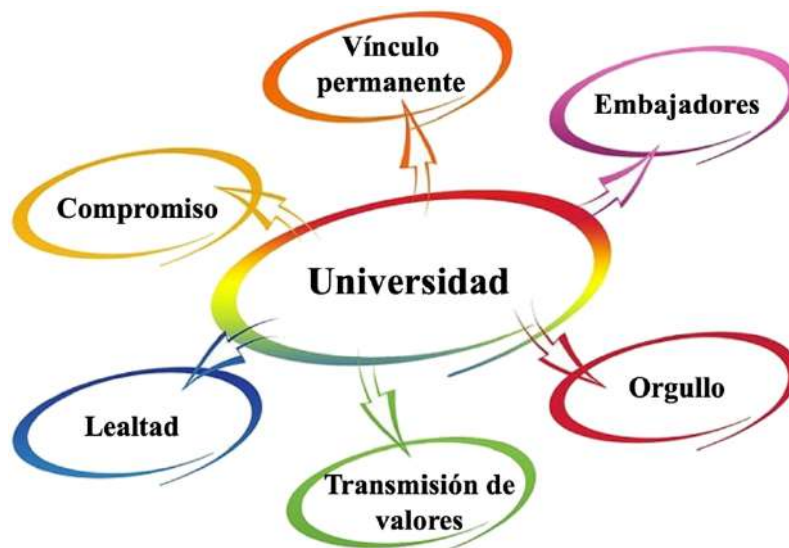 Vínculo
permanente
Embajadores
Compromiso
Universidad
Orgullo
Lealtad
Transmisión de
valores